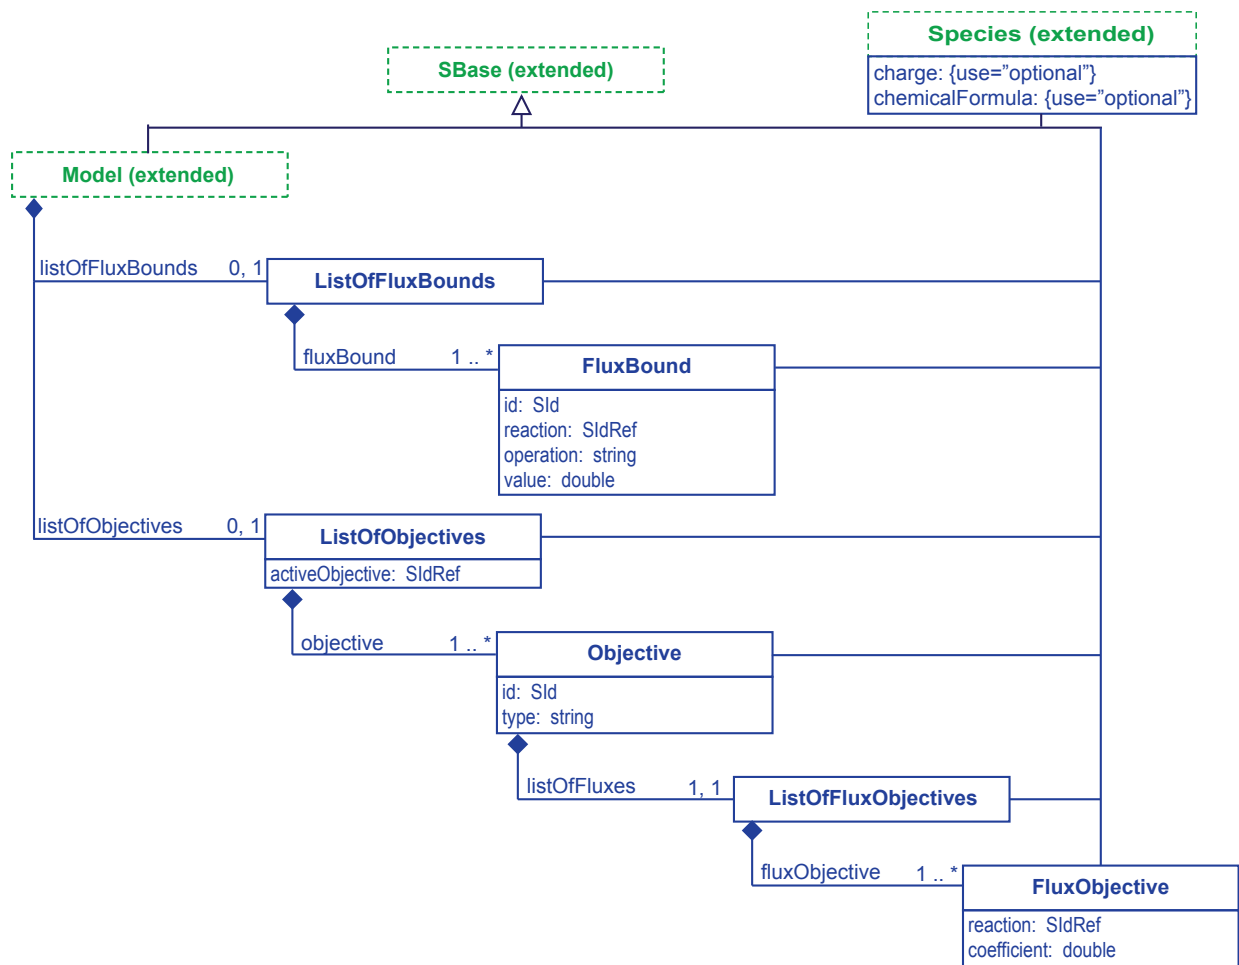 Species (extended)
charge: {use=”optional”}
chemicalFormula: {use=”optional”}
SBase (extended)
Model (extended)
listOfFluxBounds 0, 1
ListOfFluxBounds
fluxBound 1 .. *
FluxBound
id: SId
reaction: SIdRef
operation: string
value: double
listOfObjectives 0, 1
ListOfObjectives
activeObjective: SIdRef
objective 1 .. *
Objective
id: SId
type: string
listOfFluxes 1, 1
ListOfFluxObjectives
fluxObjective 1 .. *
FluxObjective
reaction: SIdRef
coefficient: double